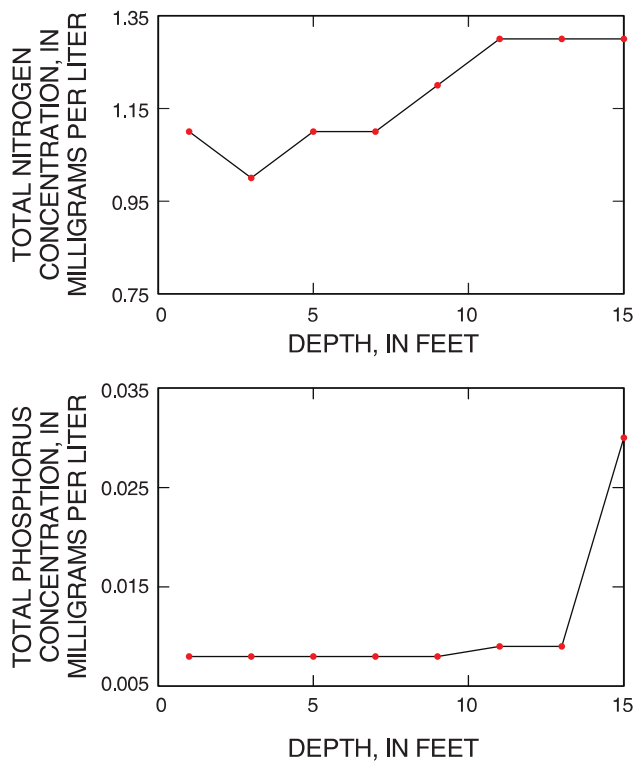 TOTAL NITROGEN
CONCENTRATION, IN
MILLIGRAMS PER LITER
1.35
1.15
0.95
0.75
0
5
10
15
DEPTH, IN FEET
TOTAL PHOSPHORUS
CONCENTRATION, IN
MILLIGRAMS PER LITER
0.035
0.025
0.015
0.005
0
5
10
15
DEPTH, IN FEET